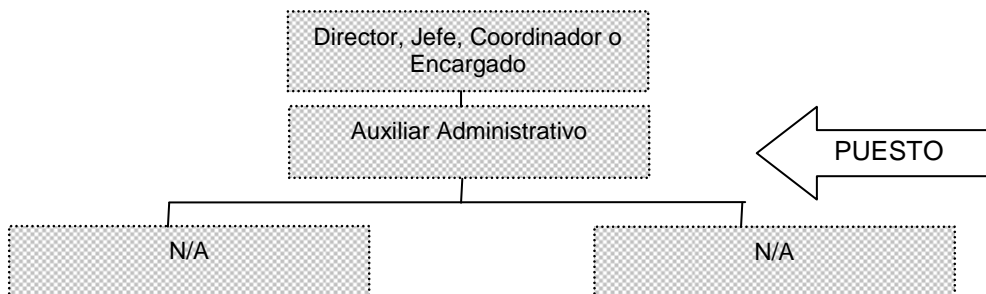 Director, Jefe, Coordinador o
Encargado
Auxiliar Administrativo
PUESTO
N/A
N/A